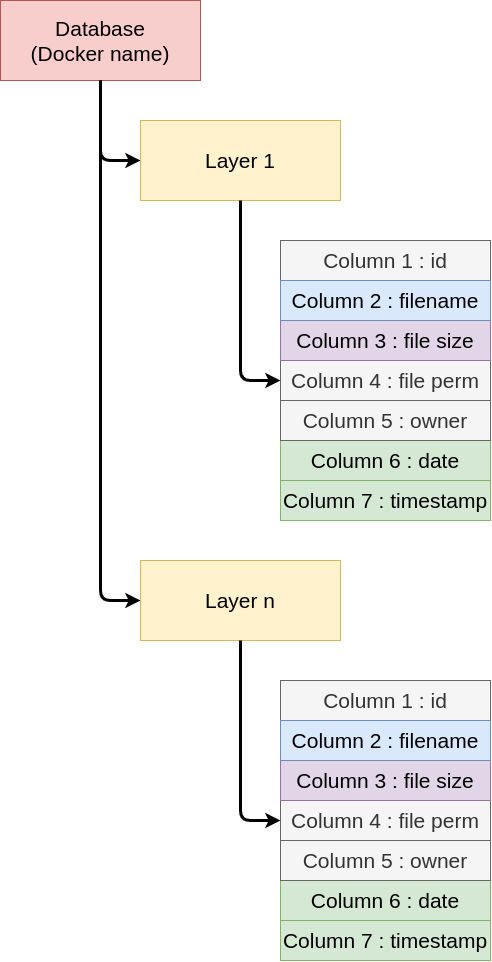 Database
(Docker name)
Layer 1
Column 1 : id
Column 2 : filename
Column 3 : file size
Column 4 : file perm
Column 5 : owner
Column 6 : date
Column 7 : timestamp
Layer n
Column 1 : id
Column 2 : filename
Column 3 : file size
Column 4 : file perm
Column 5 : owner
Column 6 : date
Column 7 : timestamp